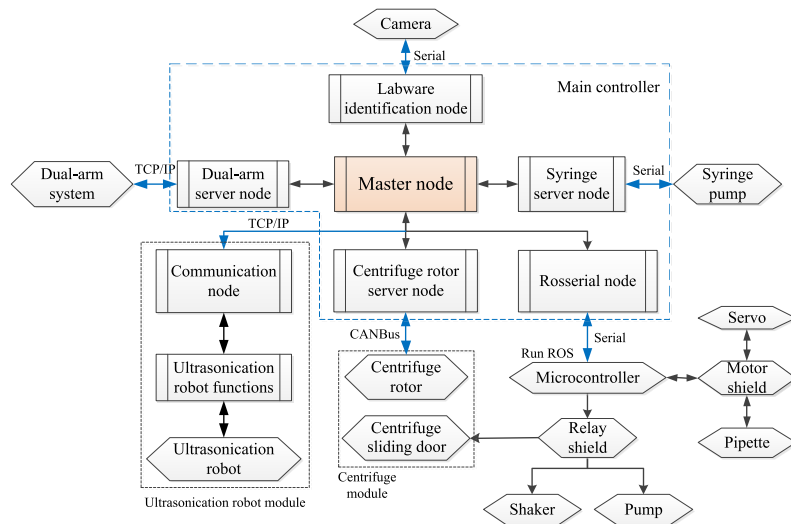 Camera
Serial
Labware
identification node
Main controller
Dual-arm
system
TCP/IP
Dual-arm
server node
Master node
Syringe
server node
Serial
Syringe
pump
TCP/IP
Communication
node
Centrifuge rotor
server node
Rosserial node
CANBus
Serial
Run ROS
Servo
Ultrasonication
robot functions
Centrifuge
rotor
Microcontroller
Motor
shield
Ultrasonication
robot
Centrifuge
sliding door
Relay
shield
Pipette
Centrifuge
module
Ultrasonication robot module
Shaker
Pump